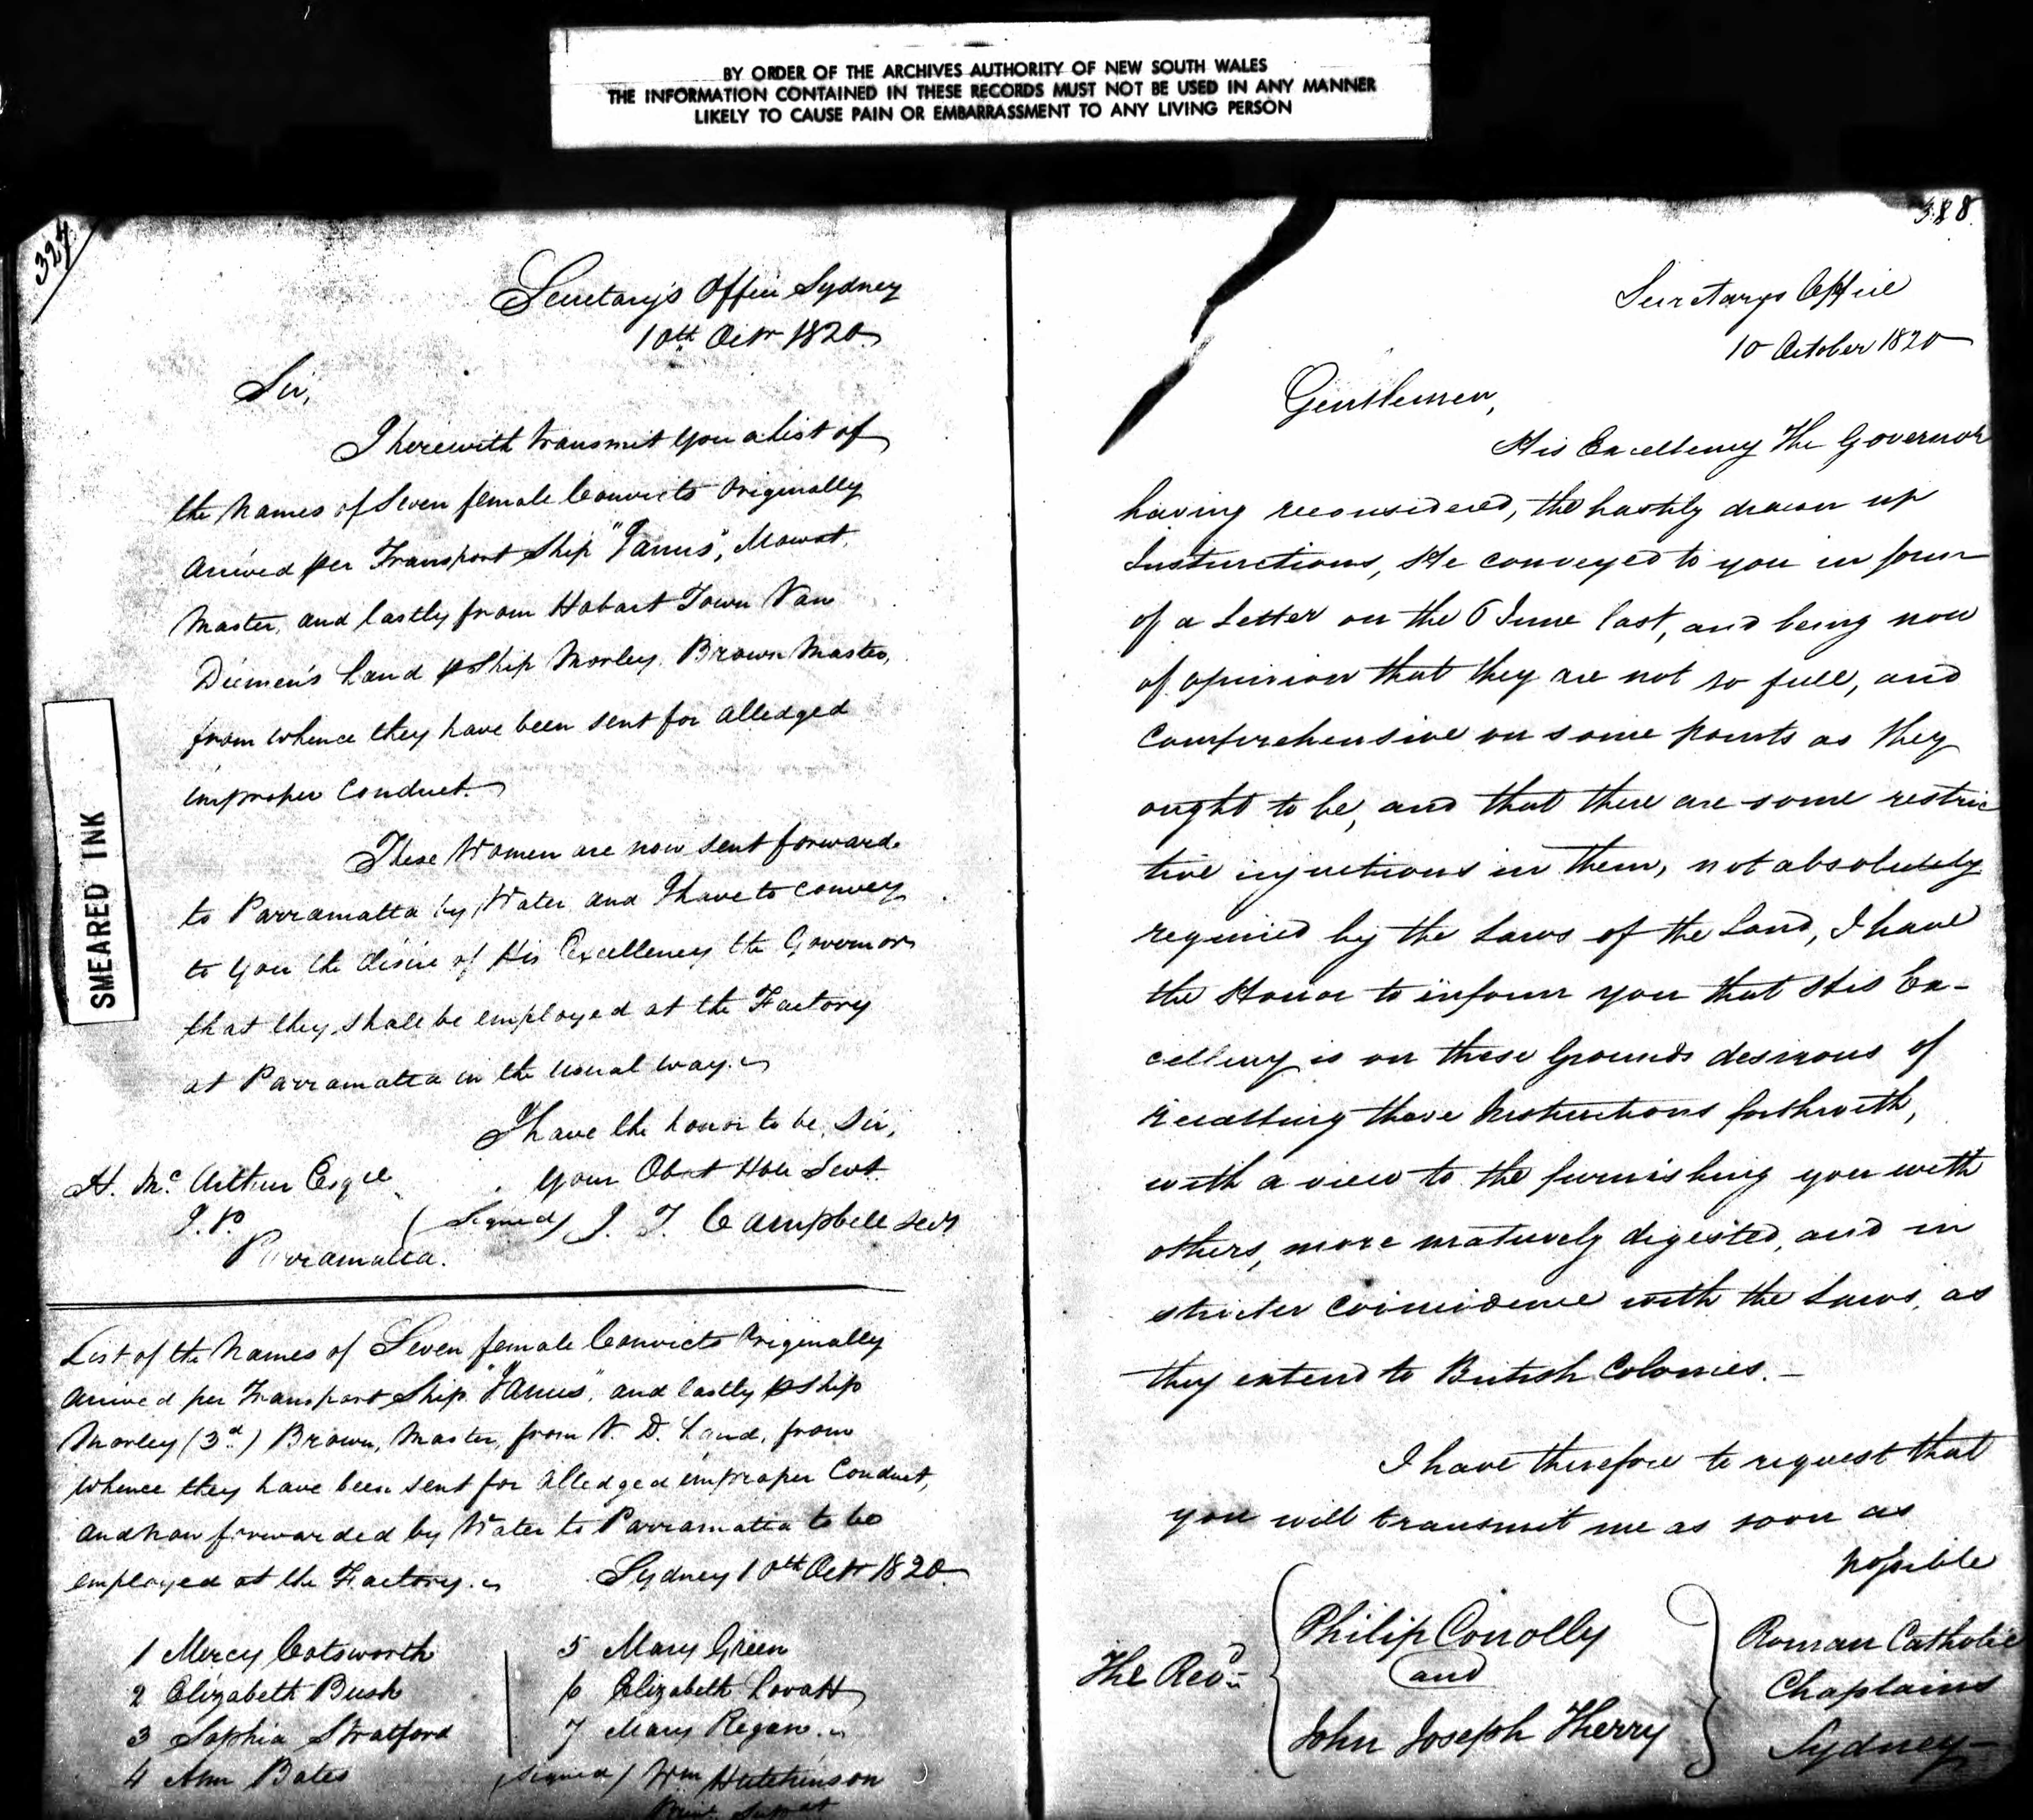 BY ORDER OF THE ARCHIVES AUTHORITY OF NEW SOUTH WALES
THE INFORMATION CONTAINED IN THESE RECORDS MUST NOT BE USED IN ANY MANNER
LIKELY TO CAUSE PAIN OR EMBARRASSMENT TO ANY LIVING PERSON
327
Secretary's Office Sydney
10th Octr 1820
Sir,
I herewith transmit you a list of
the Names of Seven female Convicts Originally
arrived per Transport Ship "Janus", Mowat,
Master, and lastly from Hobart Town Van
Diemen's Land p Ship Morley, Brown Master,
from whence they have been sent for alledged
improper Conduct.
These Women are now sent forward
to Parramatta by Water and I have to convey
to you the desire of His Excellency the Governor
that they shall be employed at the Factory
at Parramatta in the usual way.
I have the honor to be, Sir,
Your Obdt Hble Servt
H. McArthur Esqre
J.P.
Parramatta.
(Signed) J. T. Campbell Secy
SMEARED INK
List of the Names of Seven female Convicts Originally
arrived per Transport Ship "Janus", and lastly p Ship
Morley (3d) Brown, Master, from V. D. Land, from
whence they have been sent for alledged improper Conduct,
and now forwarded by Water to Parramatta to be
employed at the Factory. Sydney 10th Octr 1820
1 Mercy Cotsworth
2 Elizabeth Bush
3 Sophia Stratford
4 Ann Bates
5 Mary Green
6 Elizabeth Lovatt
7 Mary Regan
(signed) Wm Hutchinson
328
Secretarys Office
10 October 1820
Gentlemen,
His Excellency The Governor
having reconsidered, the hastily drawn up
Instructions, He conveyed to you in form
of a Letter on the 6 June last, and being now
of opinion that they are not so full, and
comprehensive on some points as they
ought to be, and that there are some restric
tive injuctions in them, not absolutely
required by the Laws of the Land, I have
the Honor to inform you that His Ex-
cellency is on these Grounds desirous of
recalling those Instructions forthwith,
with a view to the furnishing you with
others, more maturely digested, and in
stricter coincidence with the Laws, as
they extend to British Colonies.-
I have therefore to request that
you will transmit me as soon as
possible
The Revd
Philip Conolly
and
John Joseph Therry
Roman Catholic
Chaplains
Sydney